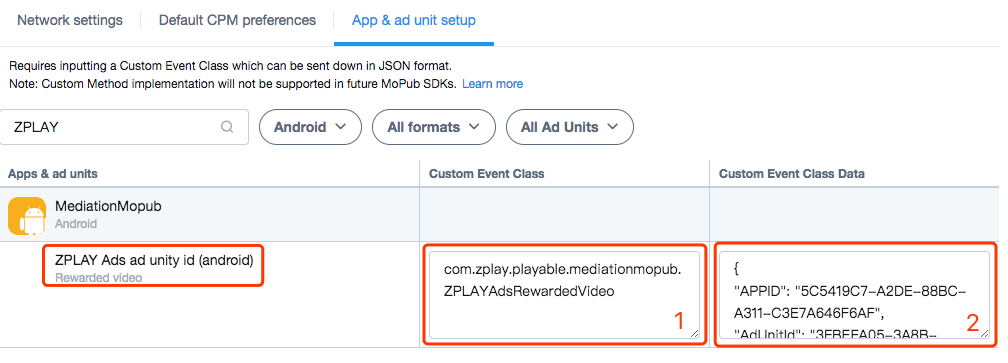 Network settings Default CPM preferences App & ad unit setup
Requires inputting a Custom Event Class which can be sent down in JSON format.
Note: Custom Method implementation will not be supported in future MoPub SDKs. Learn more
ZPLAY Android All formats All Ad Units
Apps & ad units Custom Event Class Custom Event Class Data
MediationMopub
Android
ZPLAY Ads ad unity id (android)
Rewarded video
com.zplay.playable.mediationmopub.
ZPLAYAdsRewardedVideo
1
{
"APPID": "5C5419C7-A2DE-88BC-
A311-C3E7A646F6AF",
"AdUnitId": "3FBEFA05-3A8B-
2